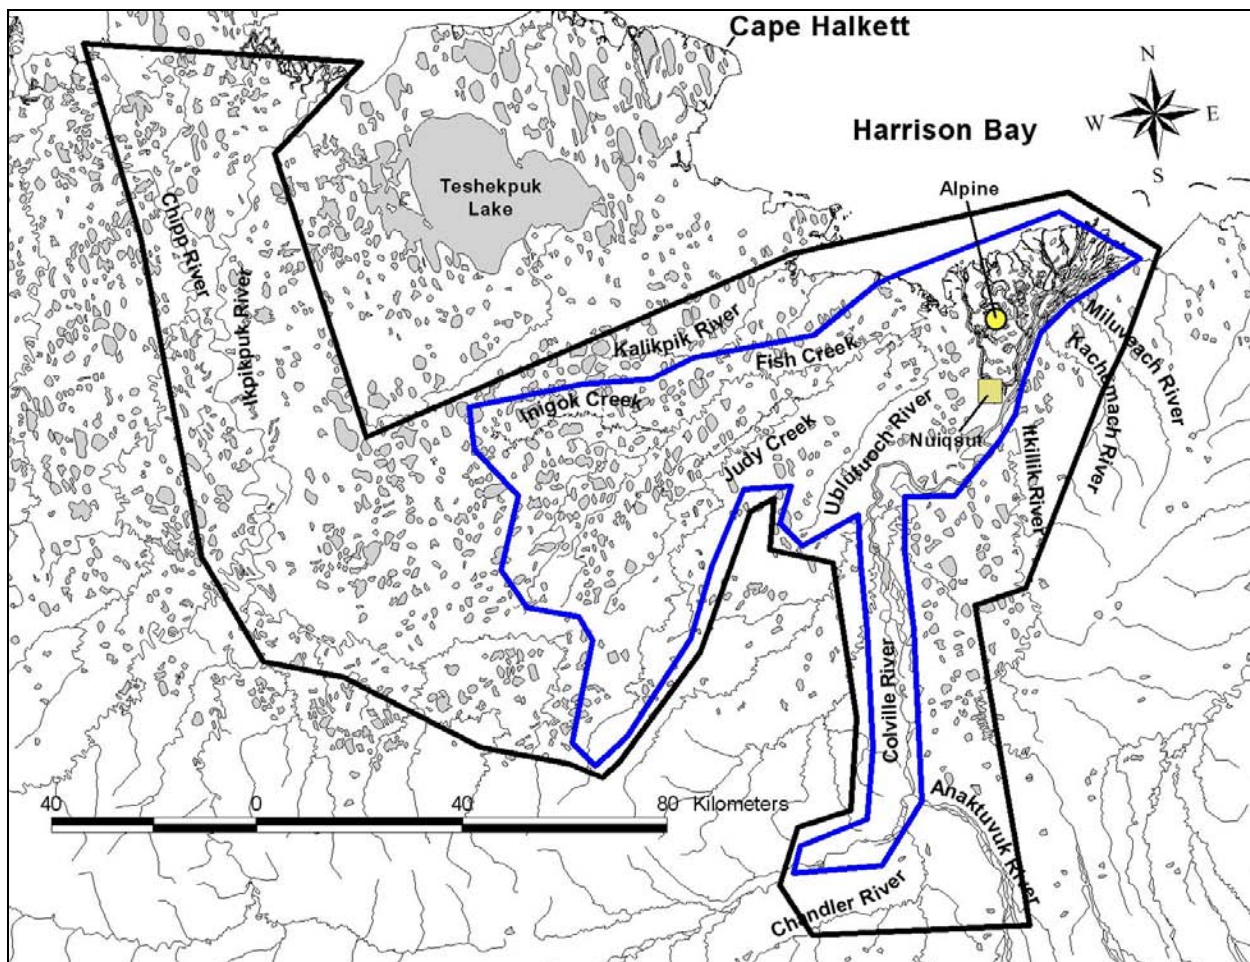 Cape Halkett
N
W
E
S
Harrison Bay
Alpine
Teshekpuk
Lake
Chipp River
Ikpikpuk River
Kalikpik River
Fish Creek
Inigok Creek
Miluveach River
Kachemach River
Nuiqsut
Judy Creek
Ublutuoch River
Itkillik River
Colville River
Anaktuvuk River
Chandler River
40 0 40 80 Kilometers